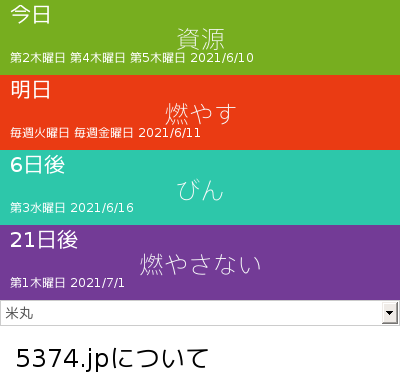 今日
資源
第2木曜日 第4木曜日 第5木曜日 2021/6/10
明日
燃やす
毎週火曜日 毎週金曜日 2021/6/11
6日後
びん
第3水曜日 2021/6/16
21日後
燃やさない
第1木曜日 2021/7/1
米丸
5374.jpについて